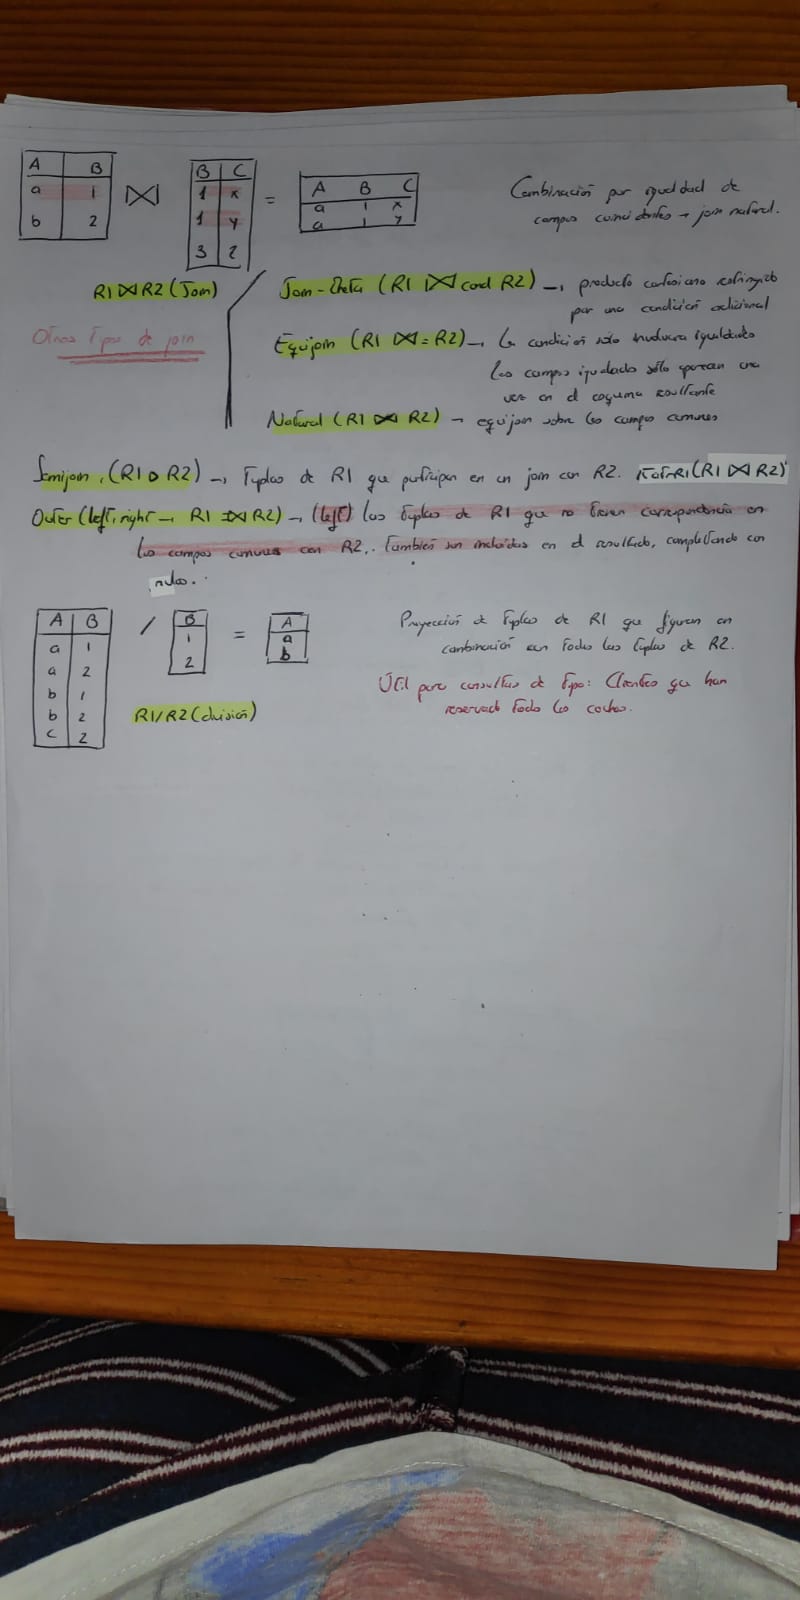 A B
a 1
b 2
⋈
B C
1 x
1 y
3 2
=
A B C
a 1 x
a 1 y
Combinación por igualdad de
campos coincidentes → join natural.
R1 ⋈ R2 (Join)
Otros tipos de join
Join-theta (R1 ⋈ cond R2) → producto cartesiano restringido
por una condición adicional
Equijoin (R1 ⋈= R2) → la condición sólo involucra igualdades
Los campos igualados sólo aparecen una
vez en el esquema resultante
Natural (R1 ⋈ R2) → equijoin sobre los campos comunes
Semijoin, (R1 ▷ R2) → Tuplas de R1 que participan en un join con R2. (R1 ⋈ R2)
Outer (left, right → R1 ⋈ R2) → (left) Las tuplas de R1 que no tienen correspondencia en
los campos comunes con R2. También son incluidas en el resultado, completando con
nulos.
A B
a 1
a 2
b 1
b 2
c 2
/
B
1
2
=
A
a
b
R1/R2 (división)
Proyección de tuplas de R1 que figuran en
combinación con todas las tuplas de R2.
Útil para consultas de tipo: Clientes que han
reservado todo los coches.